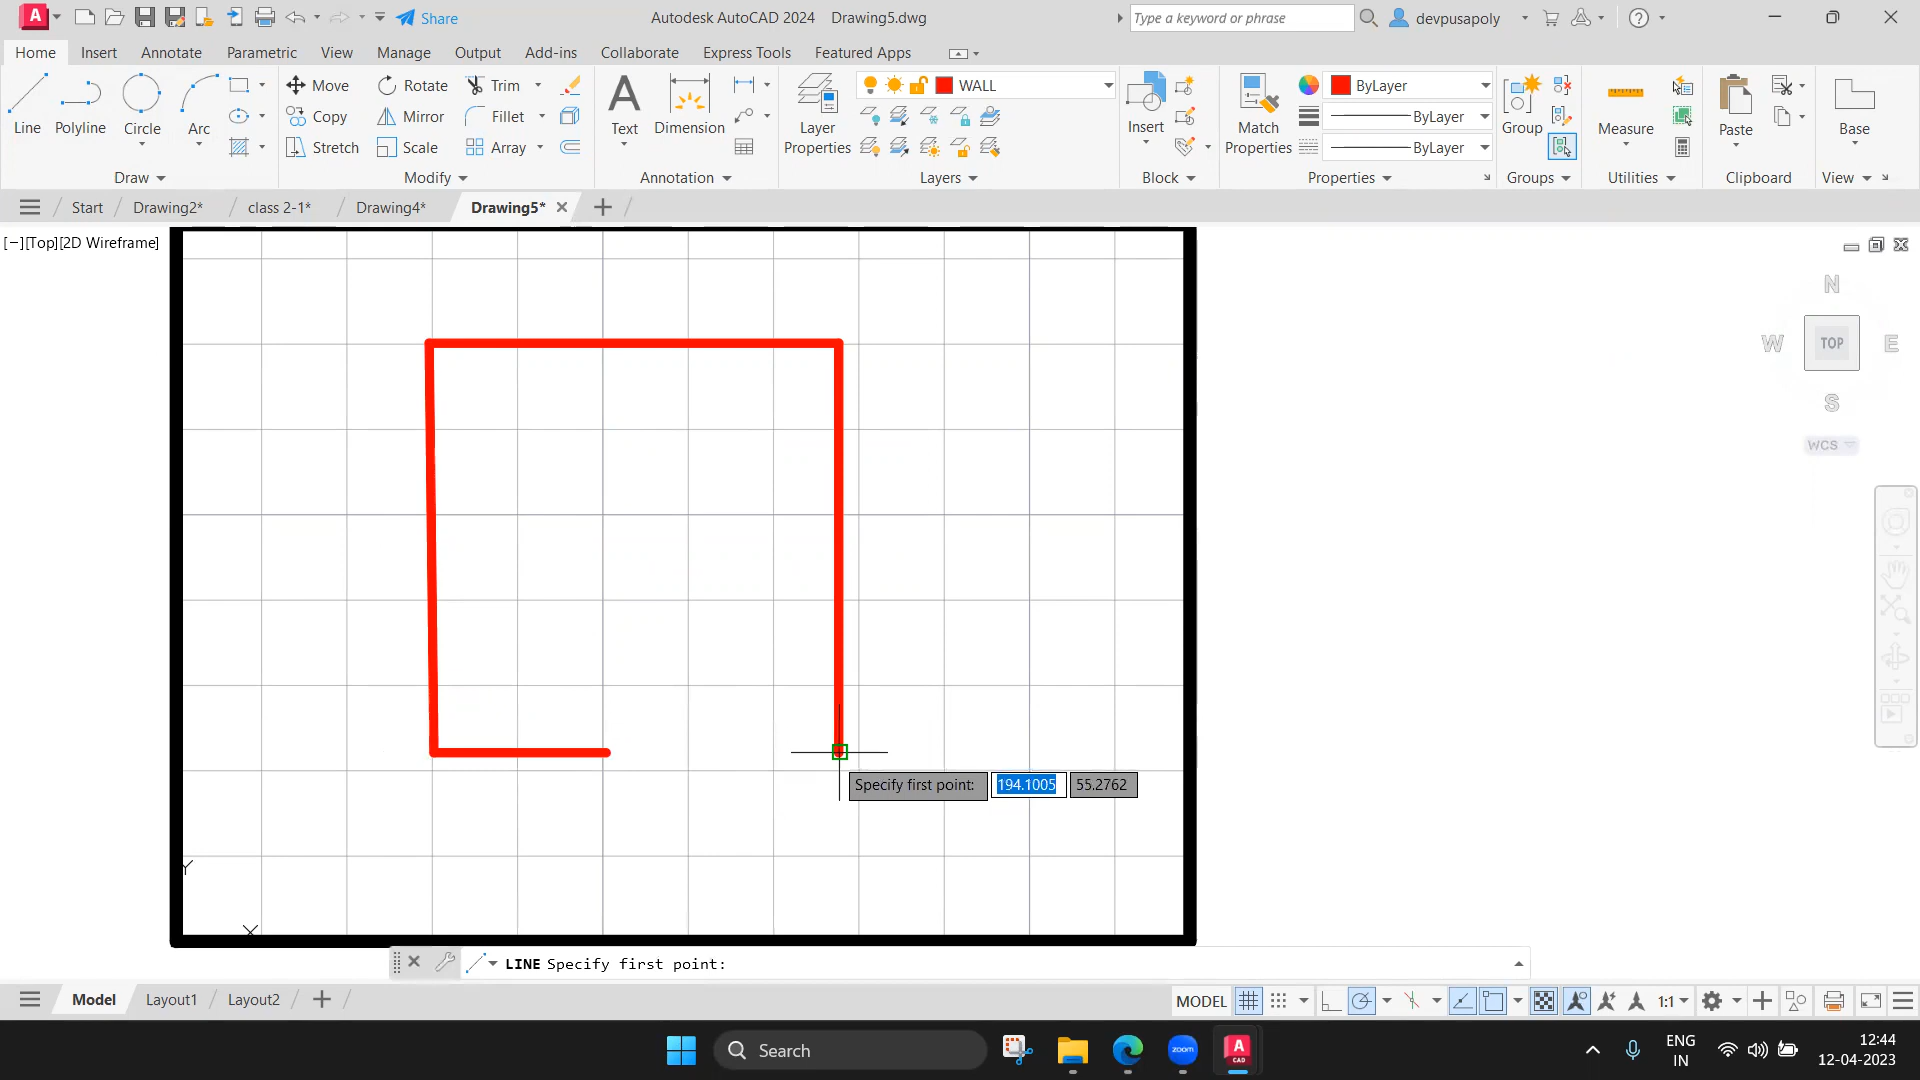 Share
Autodesk AutoCAD 2024 Drawing5.dwg
Type a keyword or phrase
devpusapoly
Home Insert Annotate Parametric View Manage Output Add-ins Collaborate Express Tools Featured Apps
Line Polyline Circle Arc
Draw
Move Rotate Trim
Copy Mirror Fillet
Stretch Scale Array
Modify
Text Dimension
Annotation
Layer Properties
WALL
Layers
Insert
Block
Match Properties
ByLayer
ByLayer
ByLayer
Properties
Group
Groups
Measure
Utilities
Paste
Clipboard
Base
View
Start Drawing2* class 2-1* Drawing4* Drawing5*
[−][Top][2D Wireframe]
N
W TOP E
S
WCS
Specify first point: 194.1005 55.2762
Y
X
LINE Specify first point:
Model Layout1 Layout2
MODEL 1:1
Search
zoom
A
CAD
ENG
IN
12:44
12-04-2023